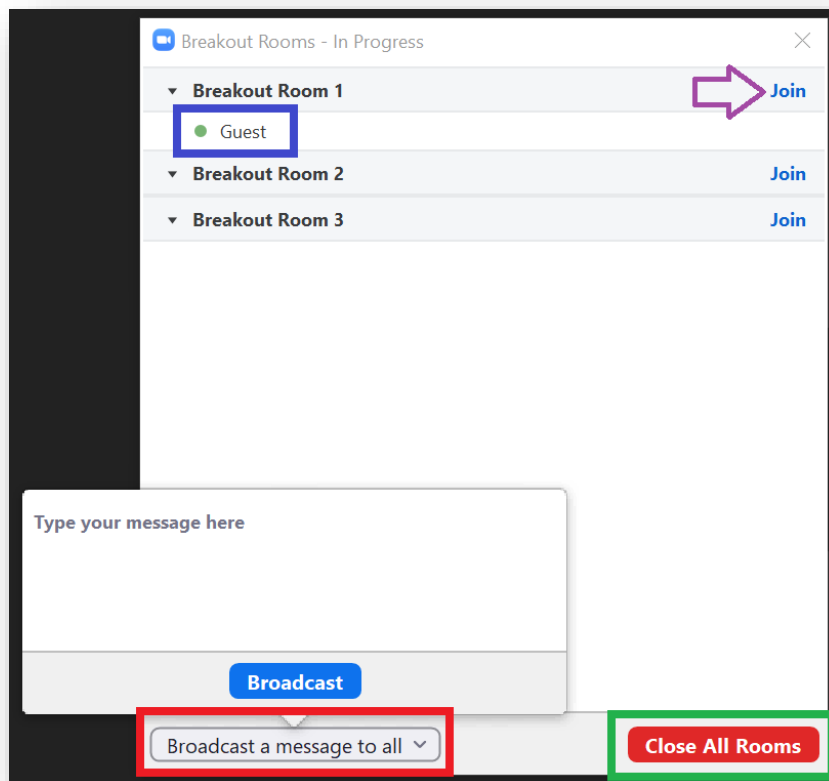 Breakout Rooms - In Progress
Breakout Room 1 Join
Guest
Breakout Room 2 Join
Breakout Room 3 Join
Type your message here
Broadcast
Broadcast a message to all
Close All Rooms